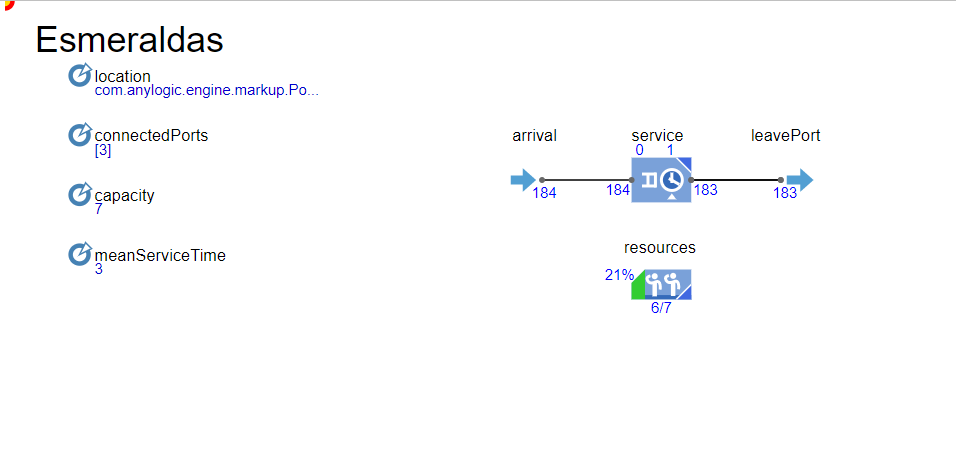 Esmeraldas
location
com.anylogic.engine.markup.Po...
connectedPorts
[3]
capacity
7
meanServiceTime
3
arrival
service
leavePort
0 1
184
184
183
183
resources
21%
6/7